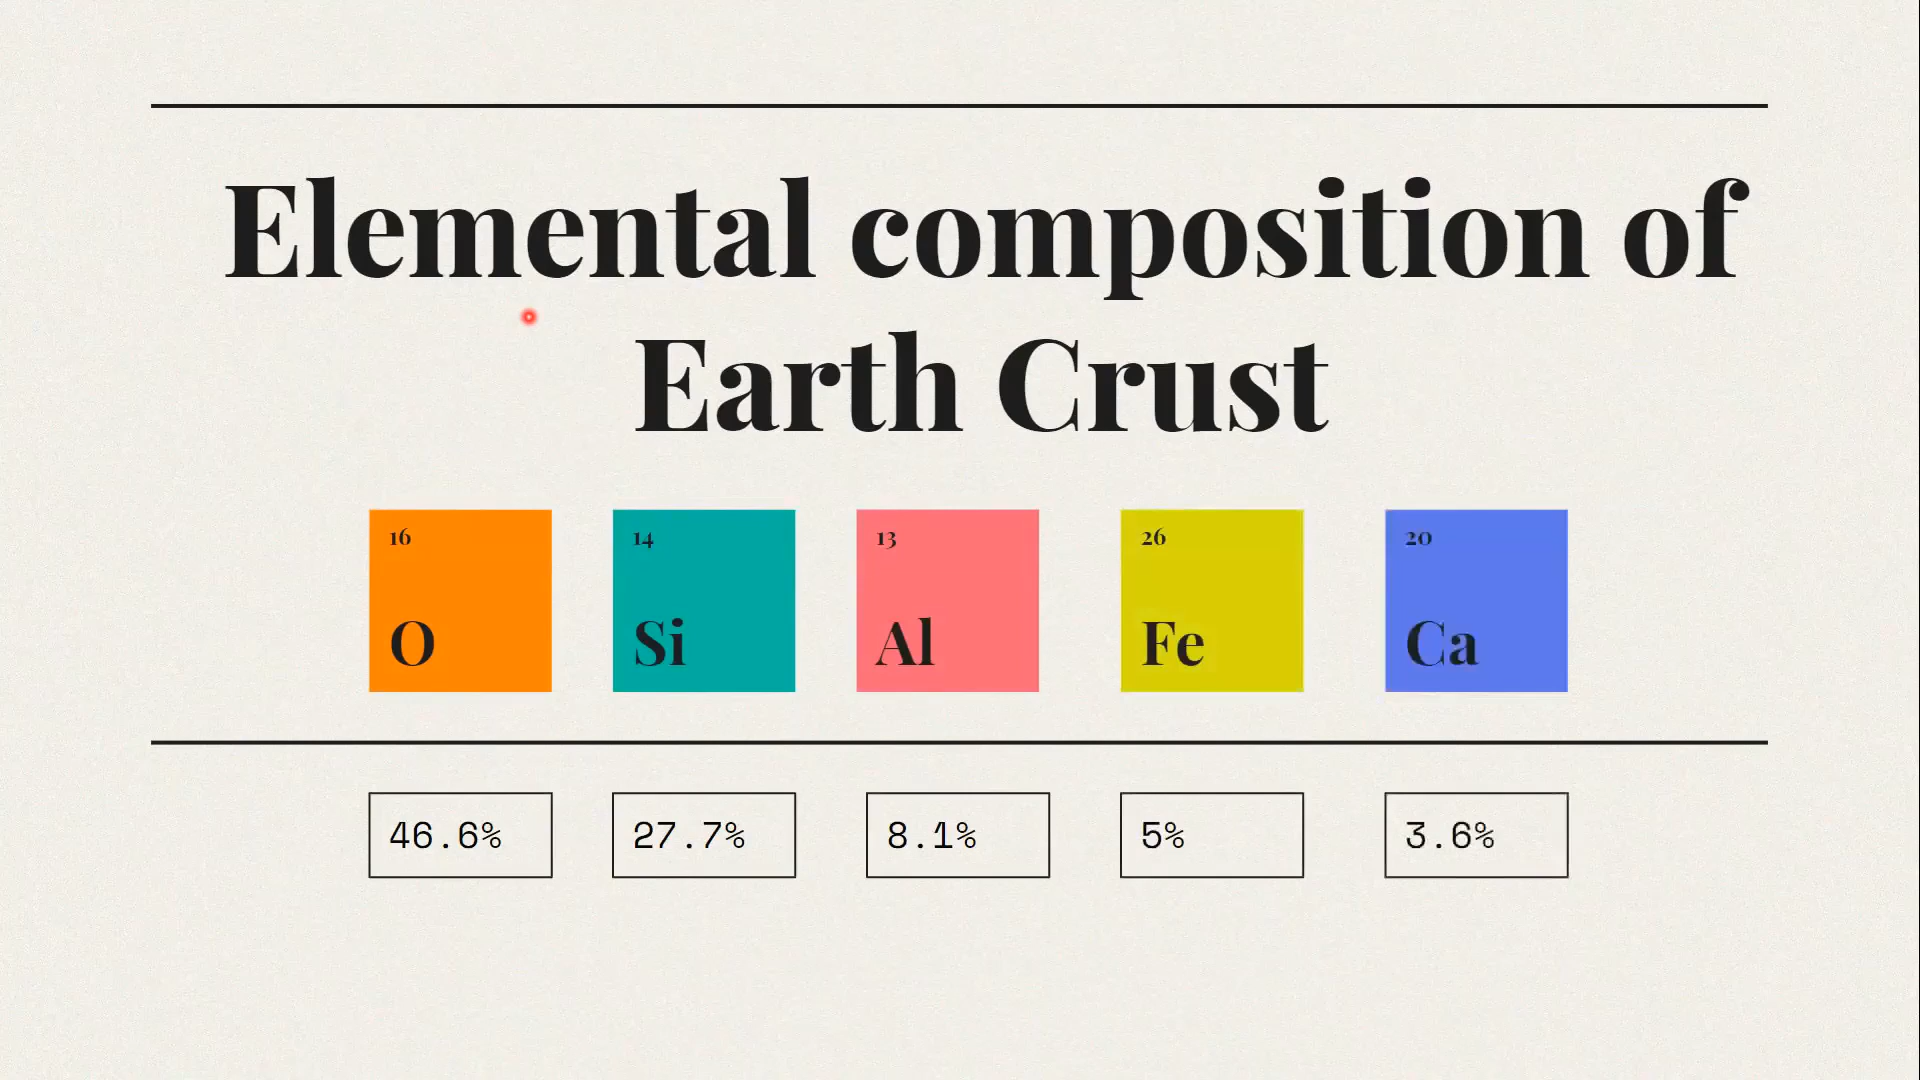 Elemental composition of
Earth Crust
16 14 13 26 20
O Si Al Fe Ca
46.6% 27.7% 8.1% 5% 3.6%